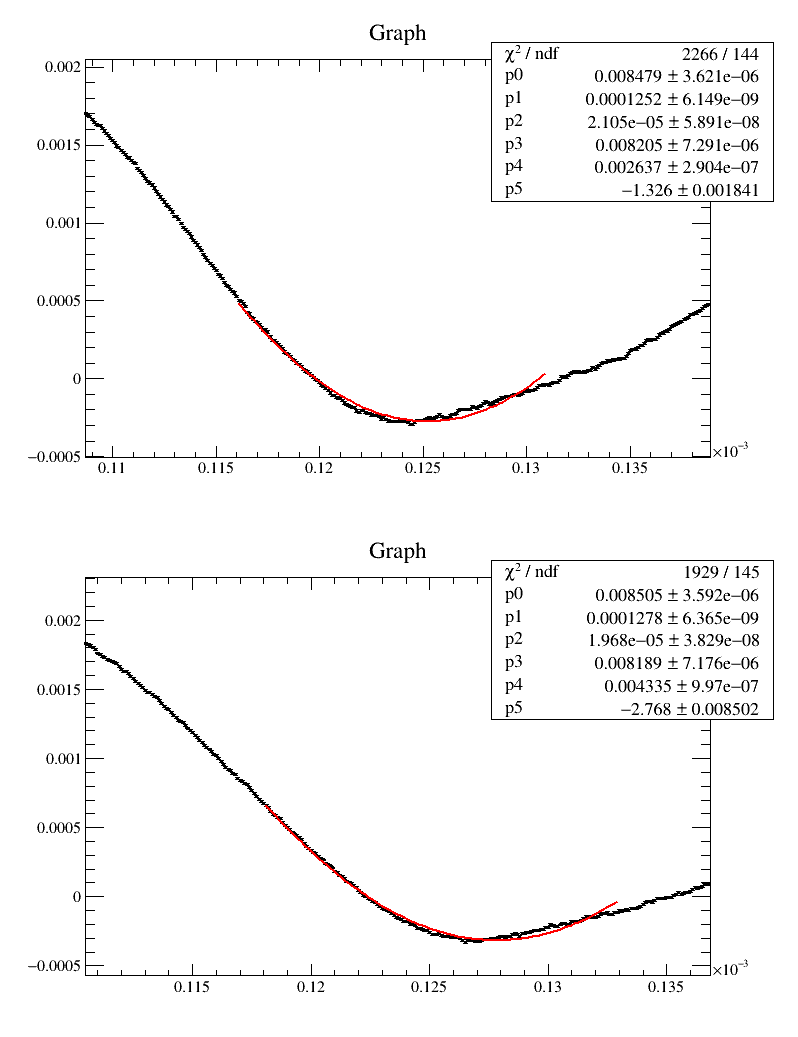 Graph
χ² / ndf 2266 / 144
p0 0.008479 ± 3.621e−06
p1 0.0001252 ± 6.149e−09
p2 2.105e−05 ± 5.891e−08
p3 0.008205 ± 7.291e−06
p4 0.002637 ± 2.904e−07
p5 −1.326 ± 0.001841
0.002
0.0015
0.001
0.0005
0
−0.0005
0.11 0.115 0.12 0.125 0.13 0.135
×10⁻³
Graph
χ² / ndf 1929 / 145
p0 0.008505 ± 3.592e−06
p1 0.0001278 ± 6.365e−09
p2 1.968e−05 ± 3.829e−08
p3 0.008189 ± 7.176e−06
p4 0.004335 ± 9.97e−07
p5 −2.768 ± 0.008502
0.002
0.0015
0.001
0.0005
0
−0.0005
0.115 0.12 0.125 0.13 0.135
×10⁻³